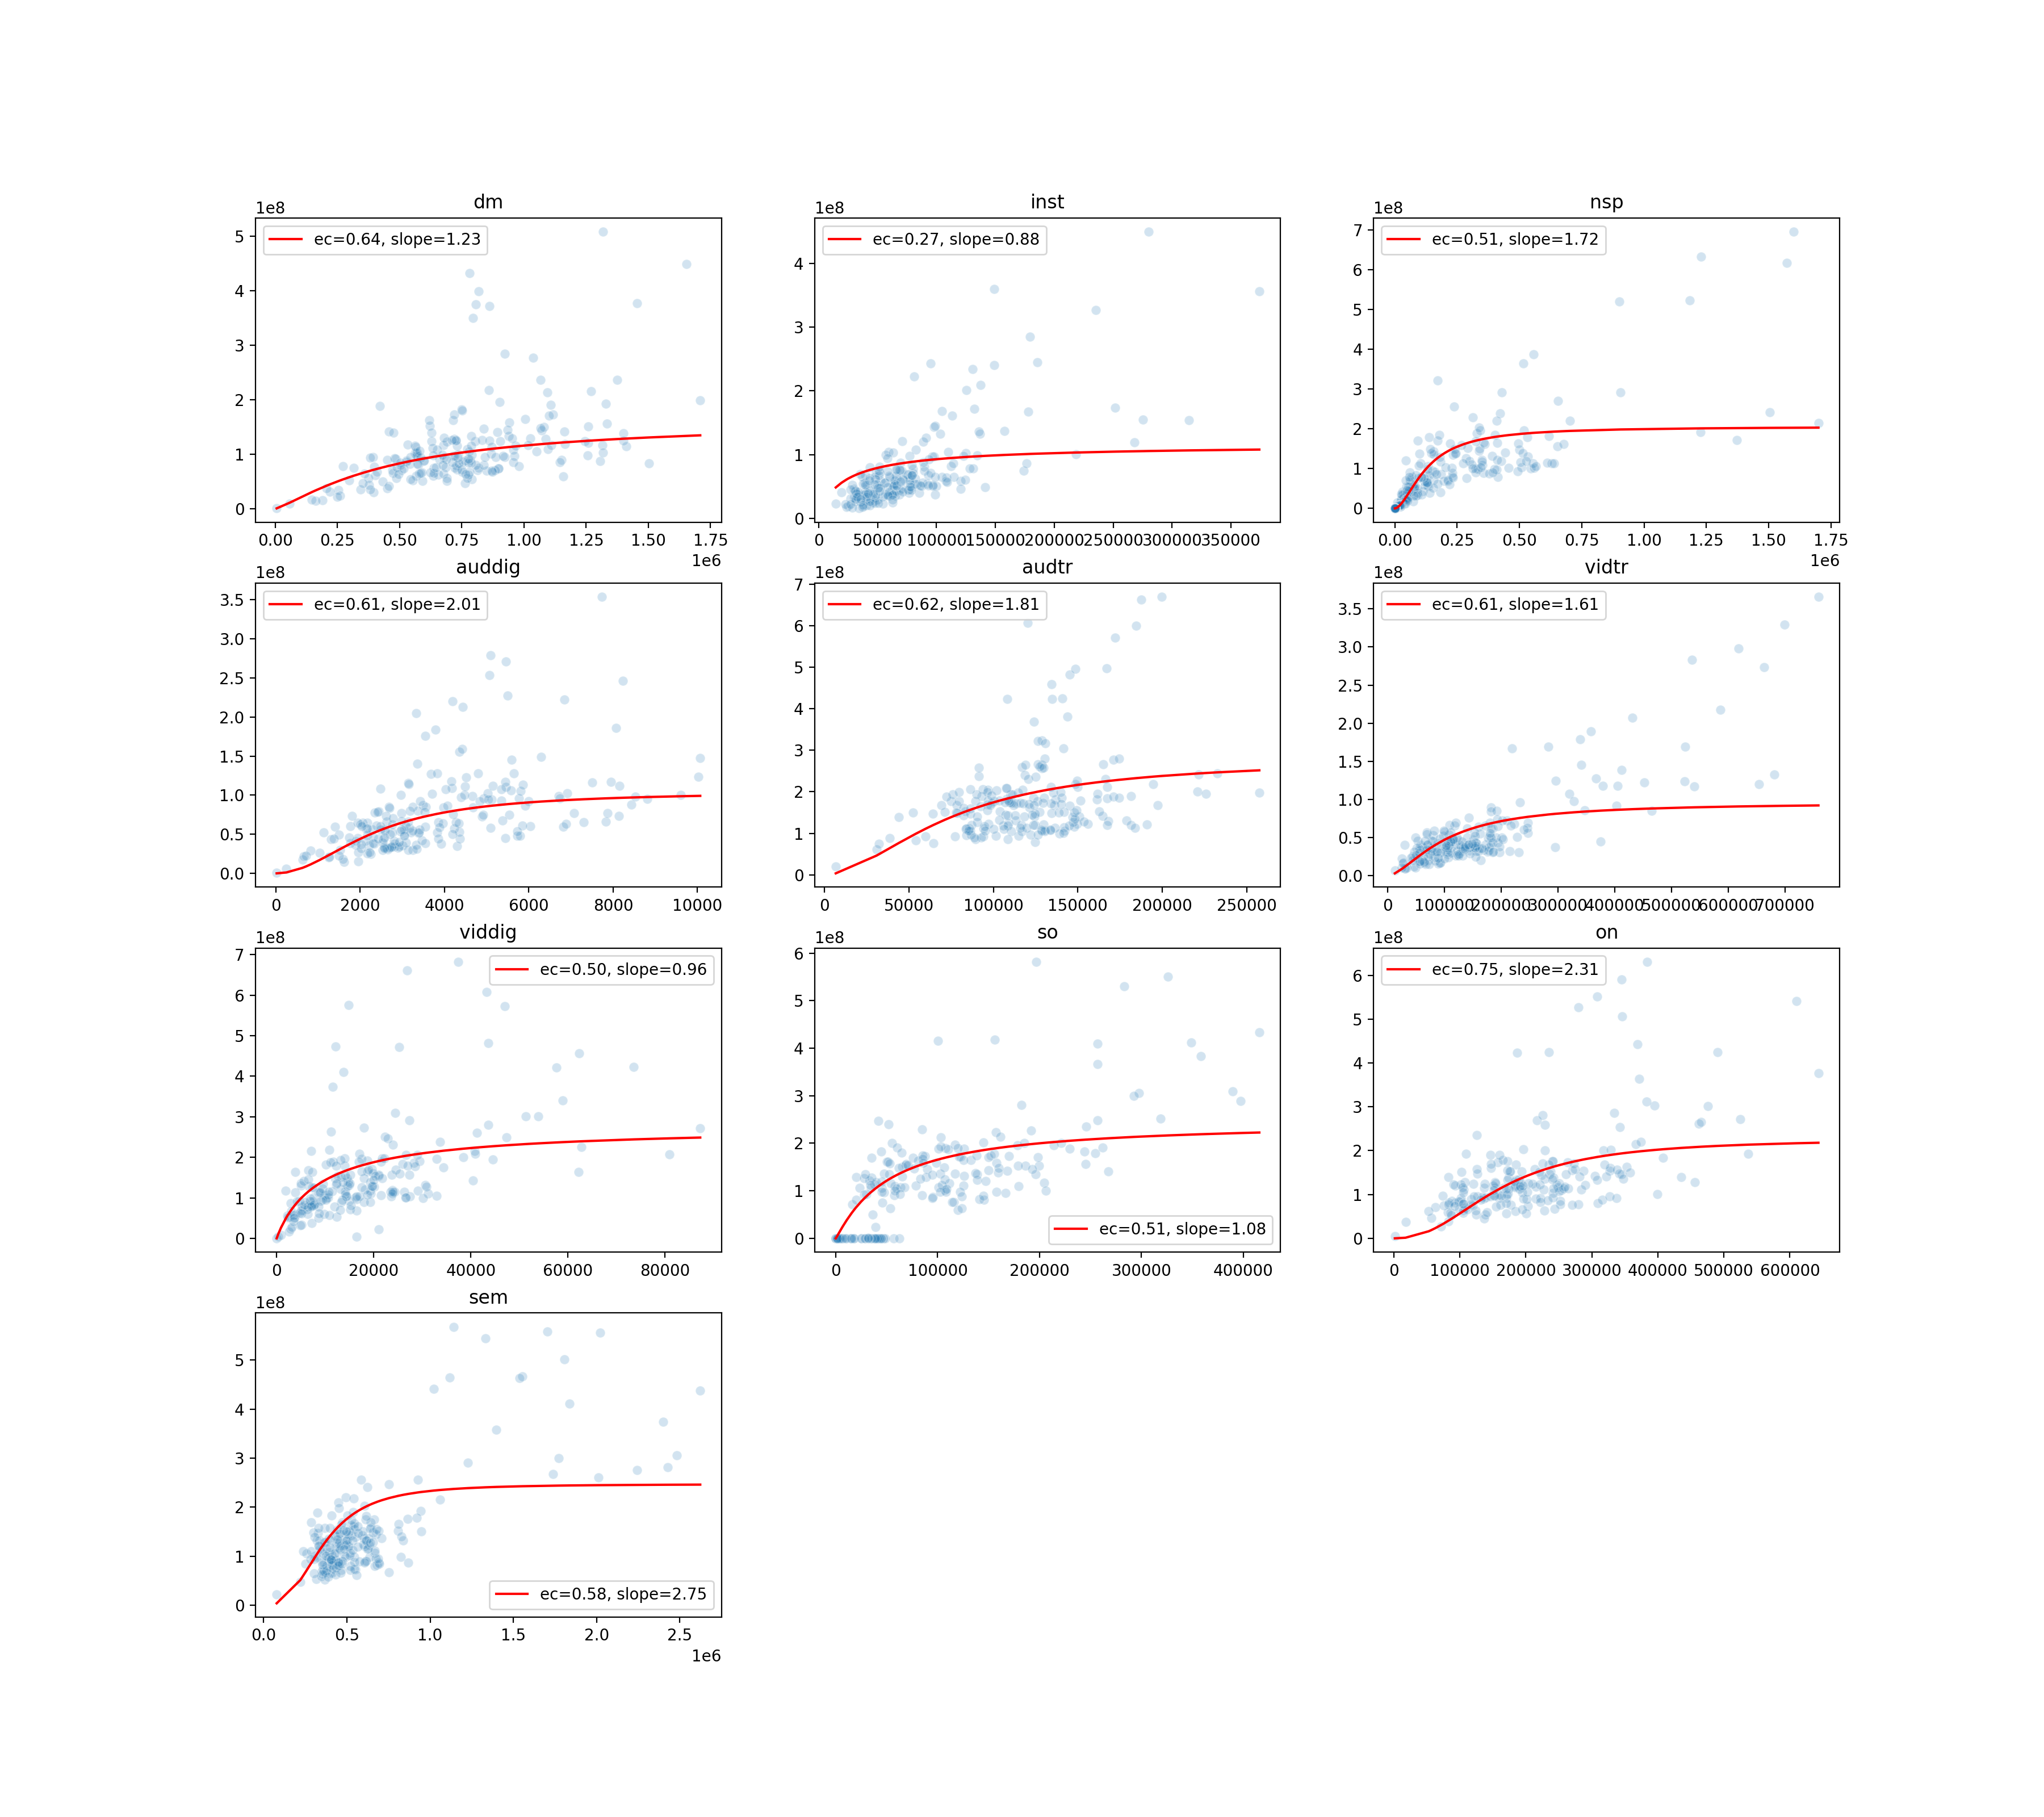 dm inst nsp
1e8 1e8 1e8
ec=0.64, slope=1.23
ec=0.27, slope=0.88
ec=0.51, slope=1.72
5
4
3
2
1
0
4
3
2
1
0
7
6
5
4
3
2
1
0
0.00 0.25 0.50 0.75 1.00 1.25 1.50 1.75
1e6
0 50000 100000 150000 200000 250000 300000 350000
0.00 0.25 0.50 0.75 1.00 1.25 1.50 1.75
1e6
auddig audtr vidtr
1e8 1e8 1e8
ec=0.61, slope=2.01
ec=0.62, slope=1.81
ec=0.61, slope=1.61
3.5
3.0
2.5
2.0
1.5
1.0
0.5
0.0
7
6
5
4
3
2
1
0
3.5
3.0
2.5
2.0
1.5
1.0
0.5
0.0
0 2000 4000 6000 8000 10000
0 50000 100000 150000 200000 250000
0 100000 200000 300000 400000 500000 600000 700000
viddig so on
1e8 1e8 1e8
ec=0.50, slope=0.96
ec=0.51, slope=1.08
ec=0.75, slope=2.31
7
6
5
4
3
2
1
0
6
5
4
3
2
1
0
6
5
4
3
2
1
0
0 20000 40000 60000 80000
0 100000 200000 300000 400000
0 100000 200000 300000 400000 500000 600000
sem
1e8
5
4
3
2
1
0
ec=0.58, slope=2.75
0.0 0.5 1.0 1.5 2.0 2.5
1e6